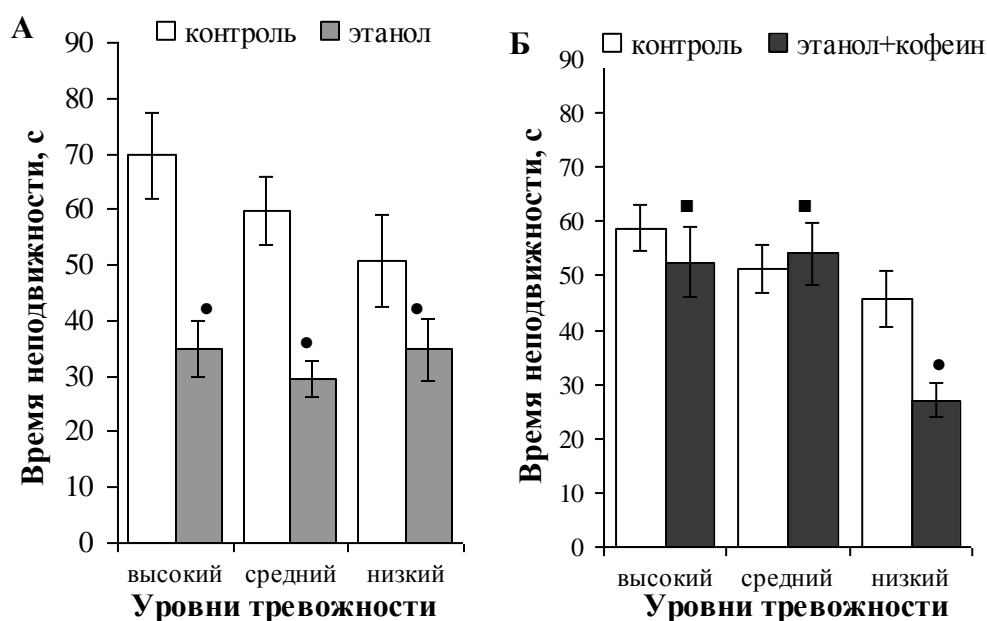 А
контроль этанол
90
80
70
60
50
40
30
20
10
0
Время неподвижности, с
высокий средний низкий
Уровни тревожности
Б
контроль этанол+кофеин
90
80
70
60
50
40
30
20
10
0
Время неподвижности, с
высокий средний низкий
Уровни тревожности